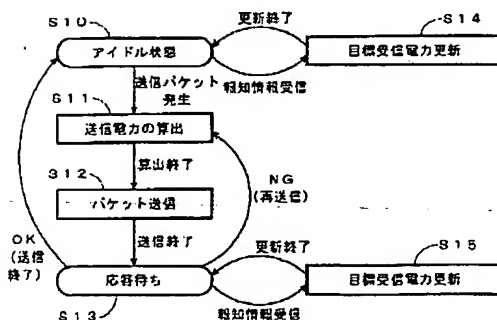 S10
更新終了
S14
アイドル状態
目標受信電力更新
送信パケット
発生
報知情報受信
S11
送信電力の算出
算出終了
NG
(再送信)
S12
パケット送信
OK
(送信
終了)
送信終了
更新終了
S15
応答待ち
目標受信電力更新
S13
報知情報受信